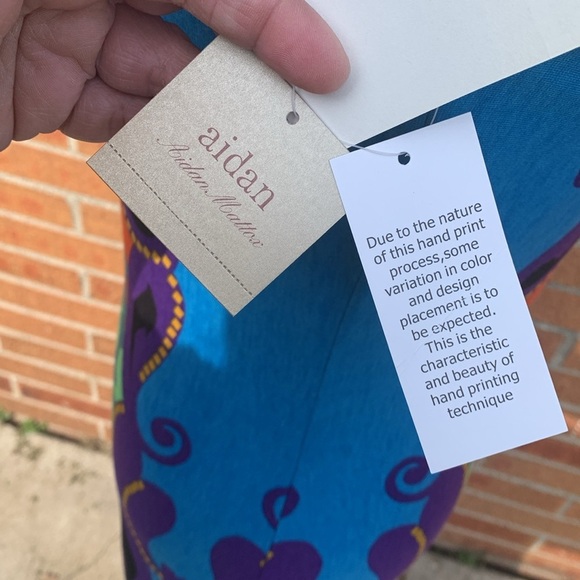 aidan
Aidan Mattox
Due to the nature
of this hand print
process,some
variation in color
and design
placement is to
be expected.
This is the
characteristic
and beauty of
hand printing
technique